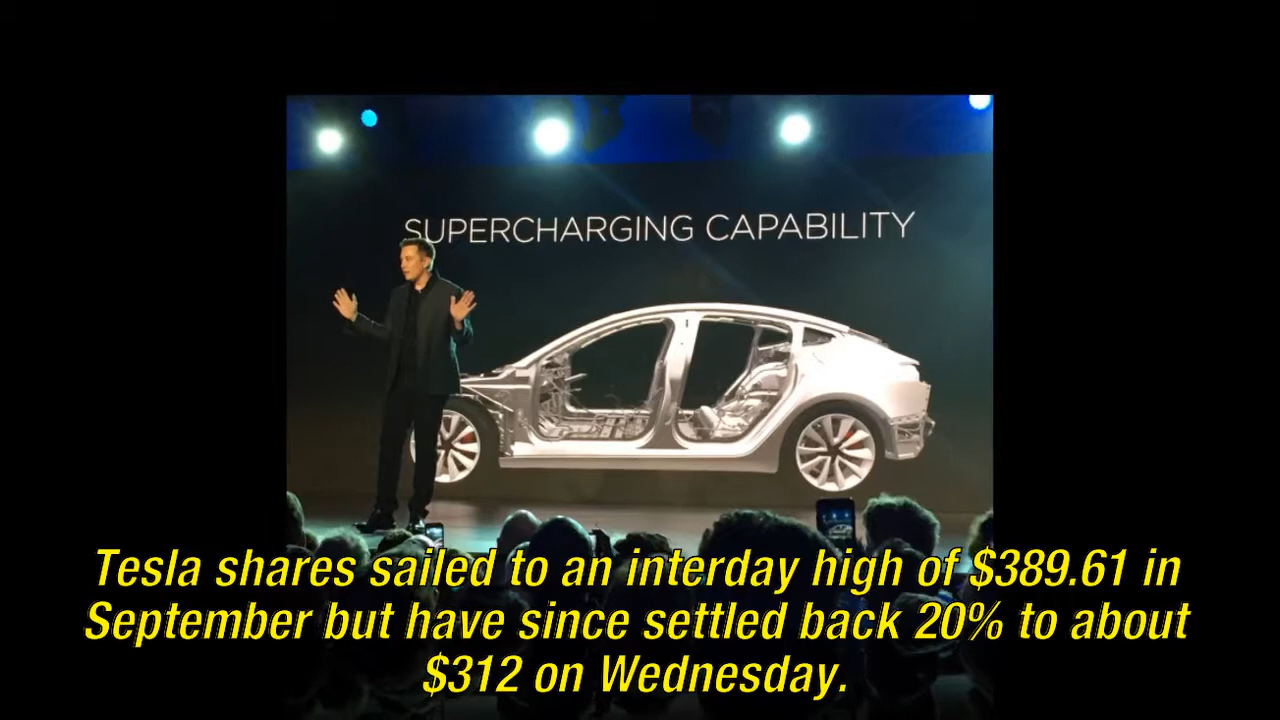 SUPERCHARGING CAPABILITY
Tesla shares sailed to an interday high of $389.61 in
September but have since settled back 20% to about
$312 on Wednesday.